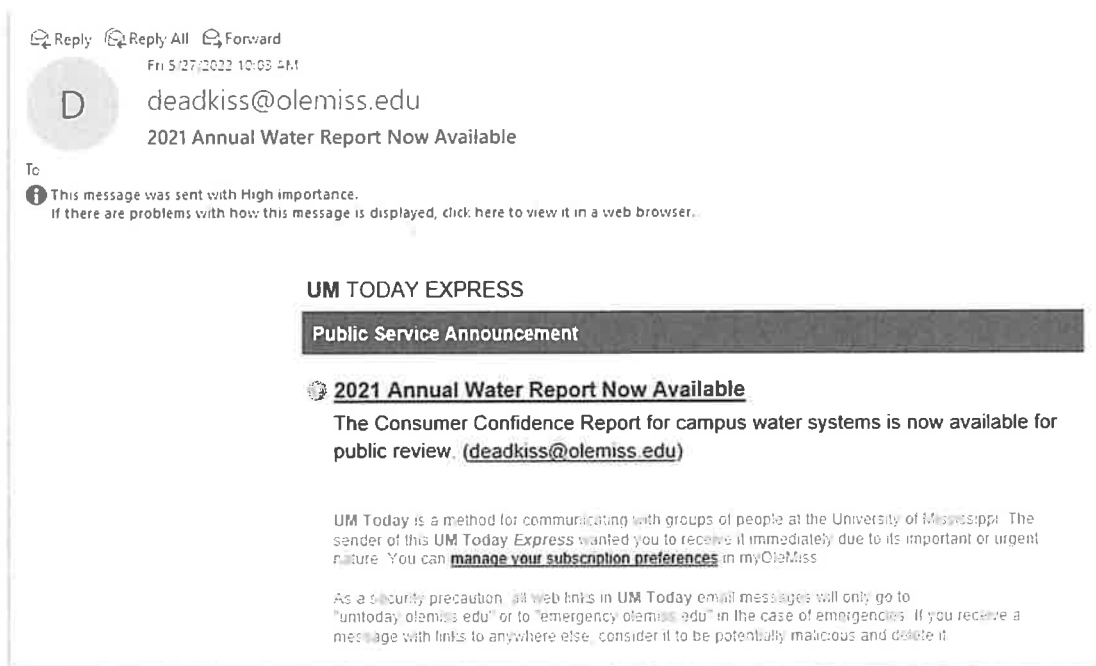 Reply Reply All Forward
Fri 5/27/2022 10:03 AM
D
deadkiss@olemiss.edu
2021 Annual Water Report Now Available
To
This message was sent with High importance.
If there are problems with how this message is displayed, click here to view it in a web browser.
UM TODAY EXPRESS
Public Service Announcement
2021 Annual Water Report Now Available
The Consumer Confidence Report for campus water systems is now available for
public review. (deadkiss@olemiss.edu)
UM Today is a method for communicating with groups of people at the University of Mississippi. The
sender of this UM Today Express wanted you to receive it immediately due to its important or urgent
nature. You can manage your subscription preferences in myOleMiss
As a security precaution, all web links in UM Today email messages will only go to
"umtoday.olemiss.edu" or to "emergency.olemiss.edu" in the case of emergencies. If you receive a
message with links to anywhere else, consider it to be potentially malicious and delete it